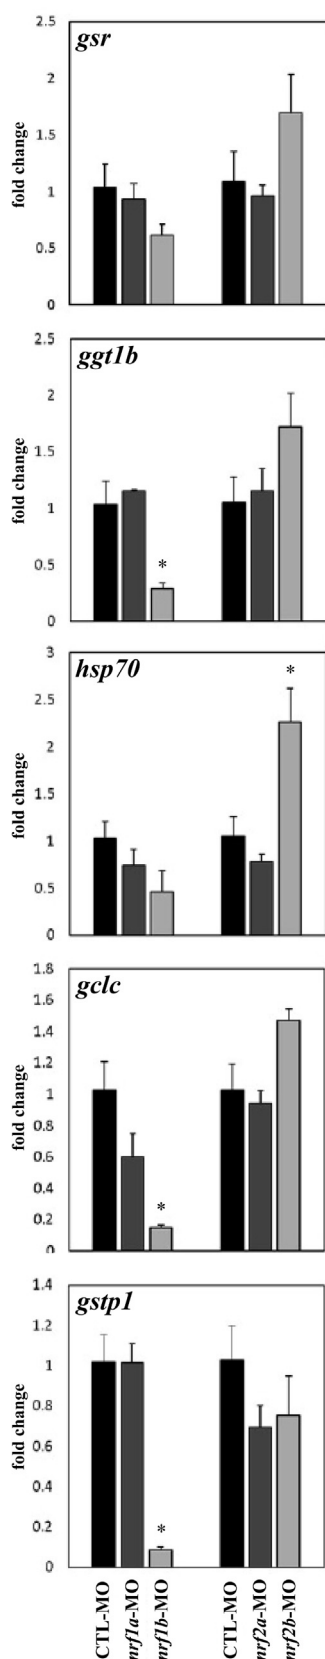 gsr
fold change
2.5
2
1.5
1
0.5
0
ggt1b
fold change
2.5
2
1.5
1
0.5
0
*
hsp70
fold change
3
2.5
2
1.5
1
0.5
0
*
gclc
fold change
1.8
1.6
1.4
1.2
1
0.8
0.6
0.4
0.2
0
*
gstp1
fold change
1.4
1.2
1
0.8
0.6
0.4
0.2
0
*
CTL-MO
nrf1a-MO
nrf1b-MO
CTL-MO
nrf2a-MO
nrf2b-MO